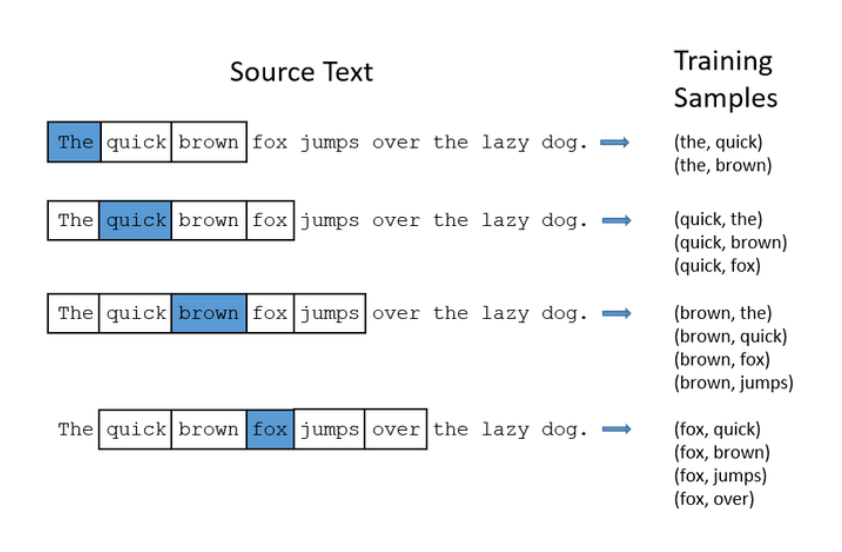 Source Text
Training
Samples
The quick brown fox jumps over the lazy dog.
(the, quick)
(the, brown)
The quick brown fox jumps over the lazy dog.
(quick, the)
(quick, brown)
(quick, fox)
The quick brown fox jumps over the lazy dog.
(brown, the)
(brown, quick)
(brown, fox)
(brown, jumps)
The quick brown fox jumps over the lazy dog.
(fox, quick)
(fox, brown)
(fox, jumps)
(fox, over)